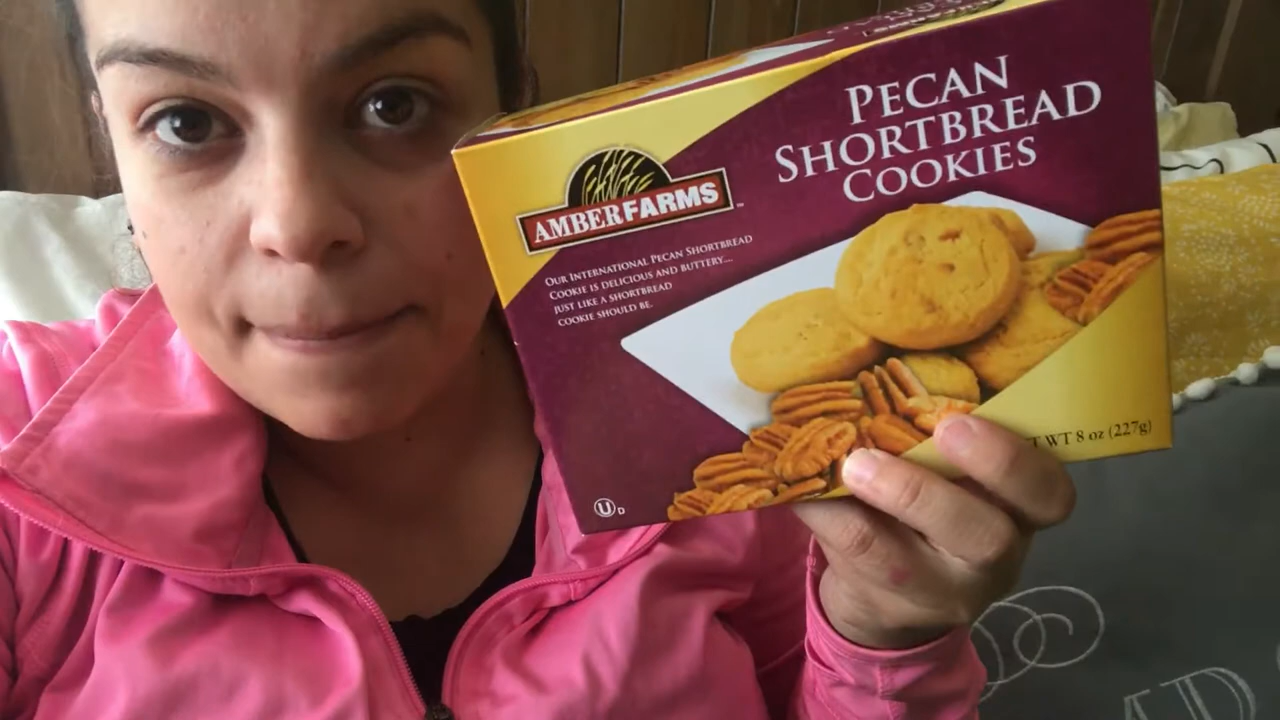 PECAN
SHORTBREAD
COOKIES
AMBER FARMS™
OUR INTERNATIONAL PECAN SHORTBREAD
COOKIE IS DELICIOUS AND BUTTERY....
JUST LIKE A SHORTBREAD
COOKIE SHOULD BE.
T WT 8 oz (227g)
U D